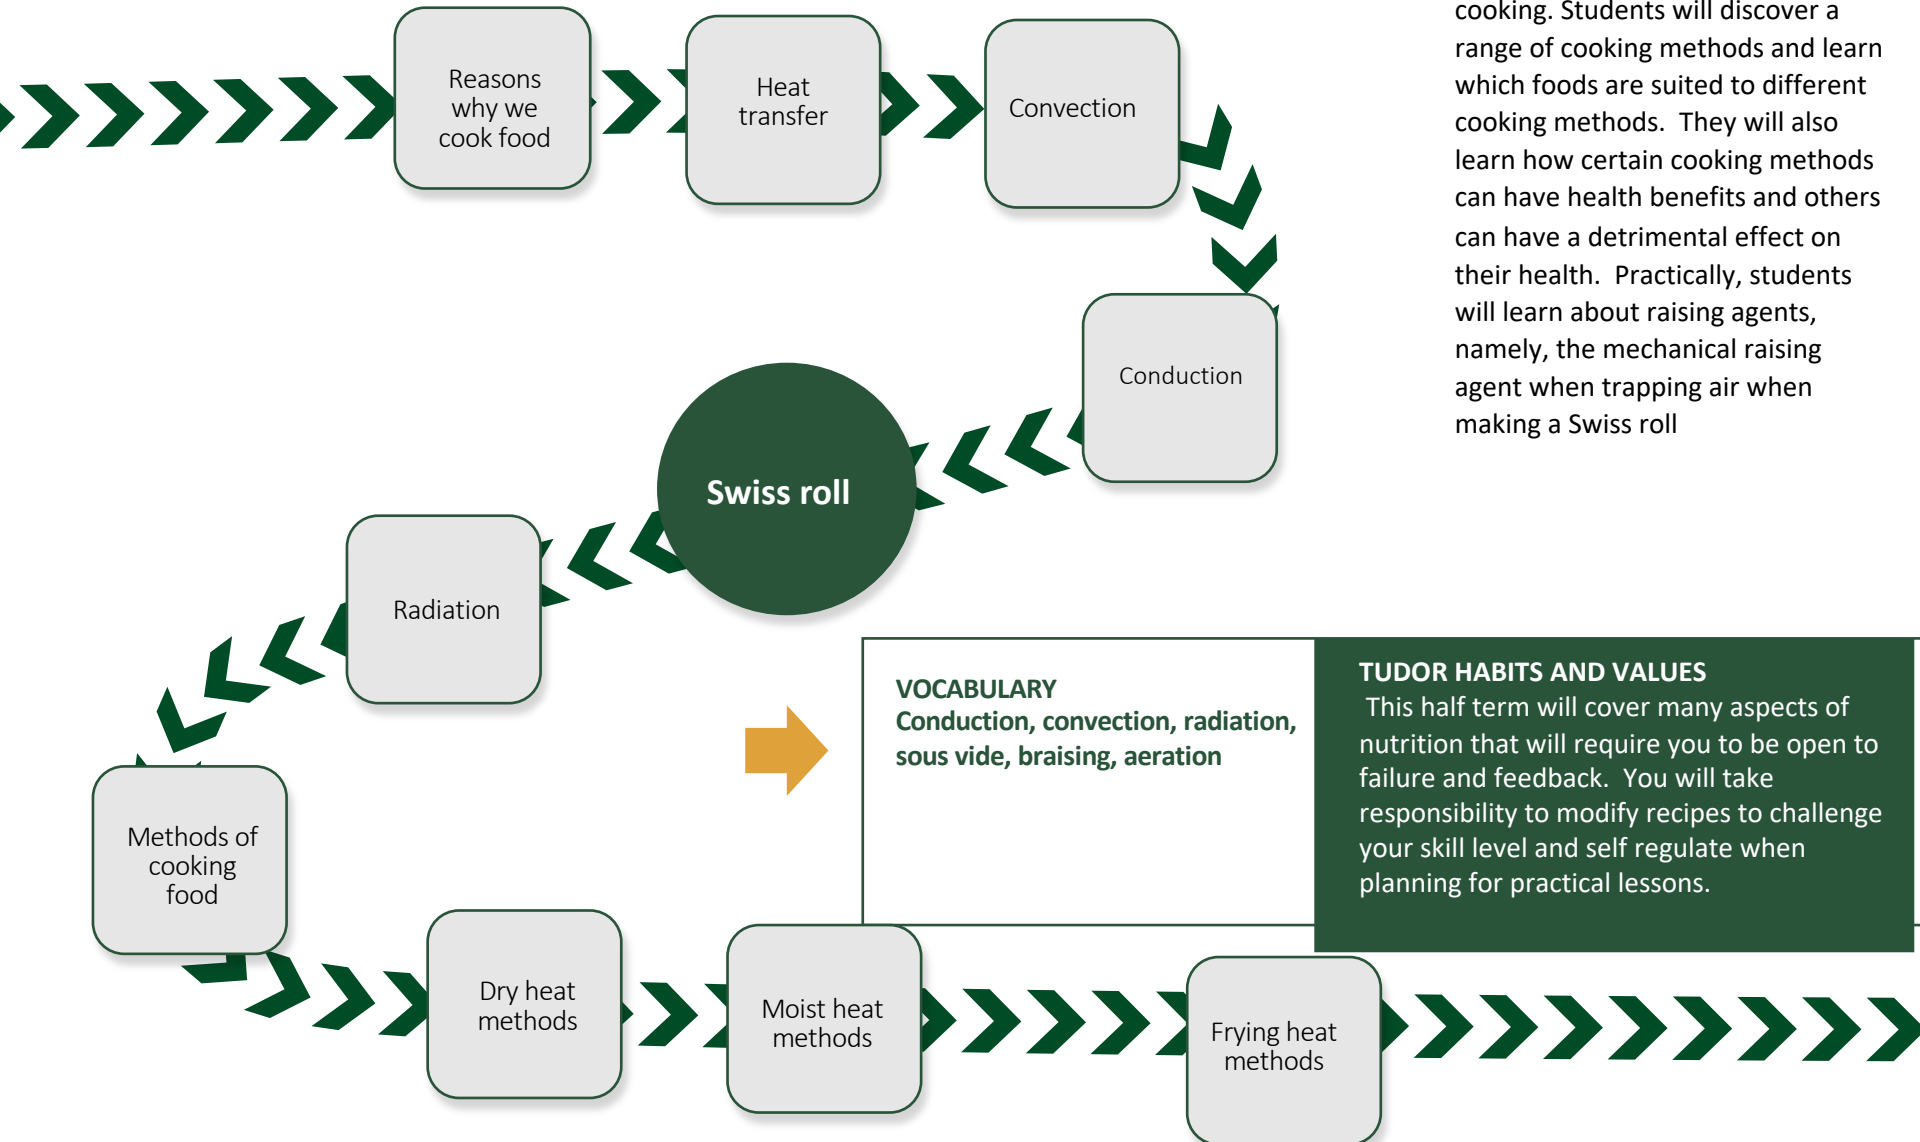 Reasons
why we
cook food
Heat
transfer
Convection
cooking. Students will discover a
range of cooking methods and learn
which foods are suited to different
cooking methods.  They will also
learn how certain cooking methods
can have health benefits and others
can have a detrimental effect on
their health.  Practically, students
will learn about raising agents,
namely, the mechanical raising
agent when trapping air when
making a Swiss roll
Conduction
Swiss roll
Radiation
VOCABULARY
Conduction, convection, radiation,
sous vide, braising, aeration
TUDOR HABITS AND VALUES
This half term will cover many aspects of
nutrition that will require you to be open to
failure and feedback.  You will take
responsibility to modify recipes to challenge
your skill level and self regulate when
planning for practical lessons.
Methods of
cooking
food
Dry heat
methods
Moist heat
methods
Frying heat
methods